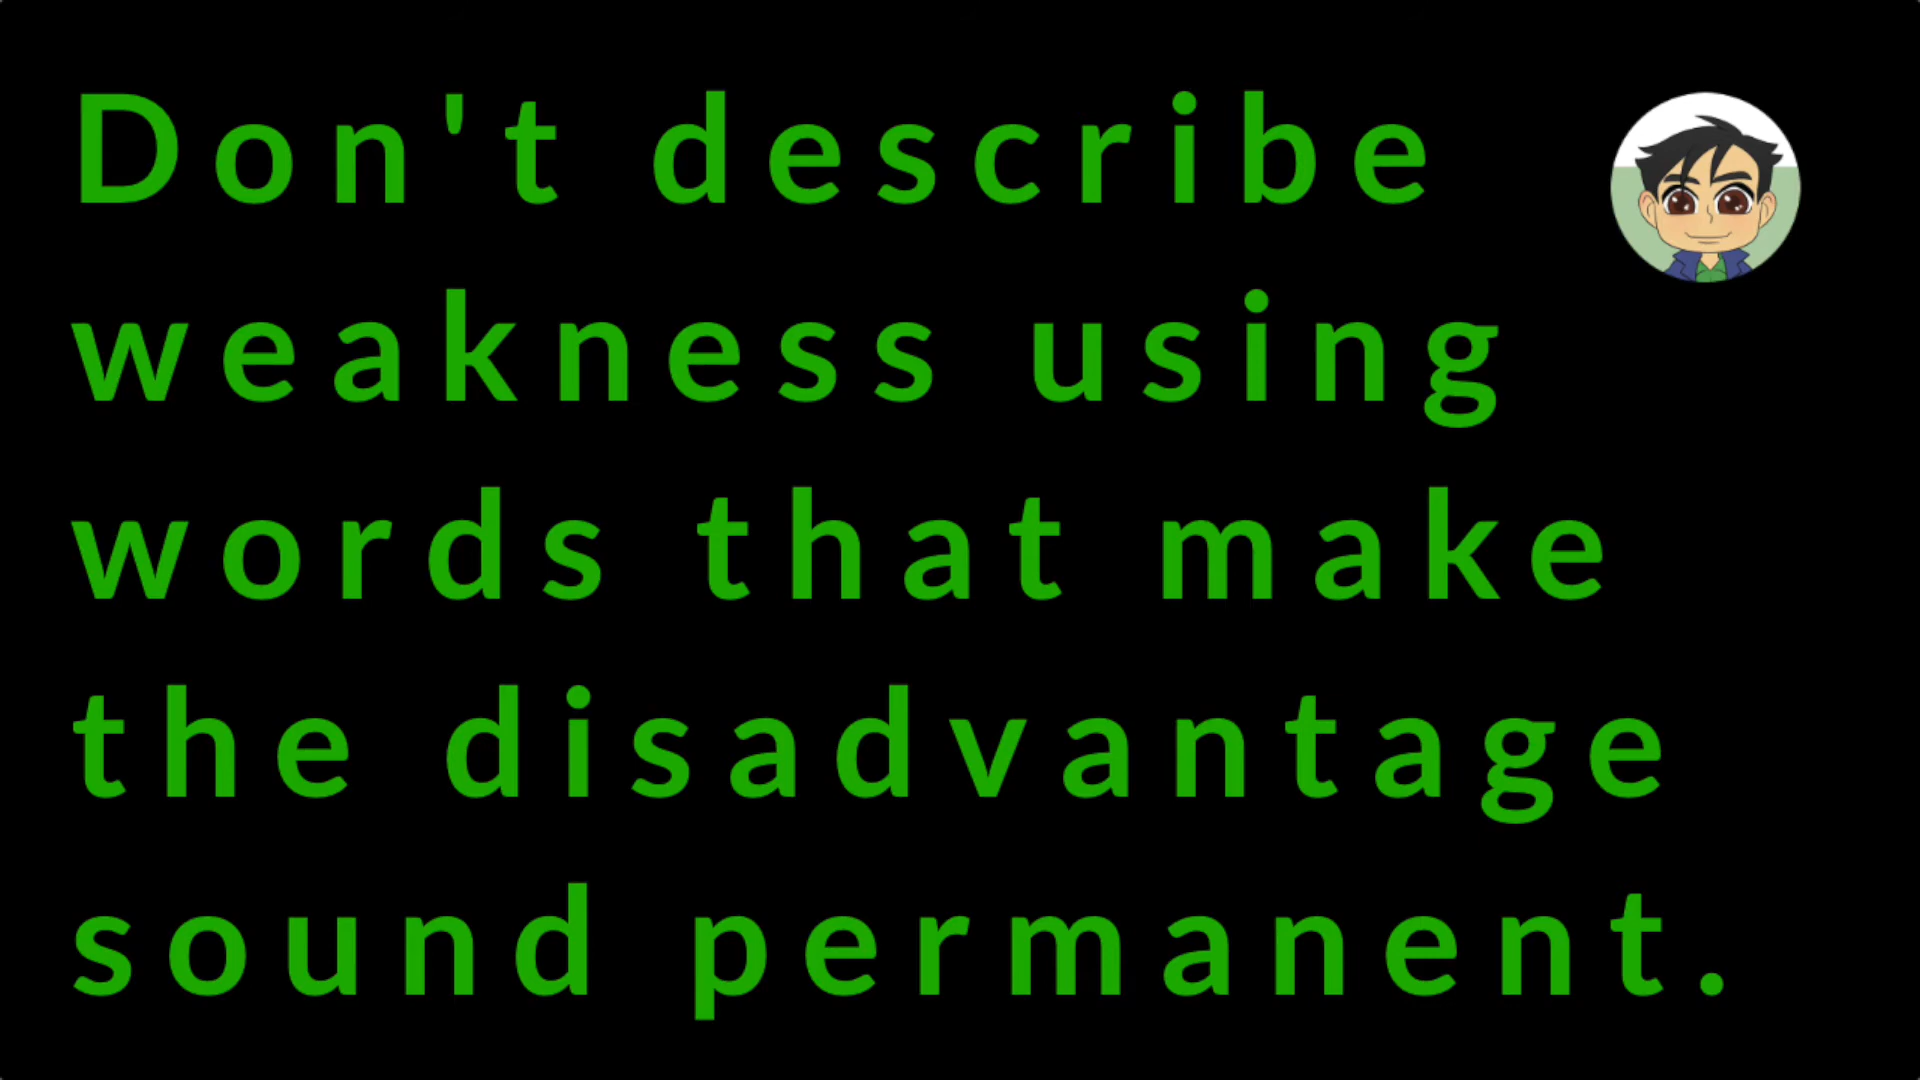 Don't describe
weakness using
words that make
the disadvantage
sound permanent.